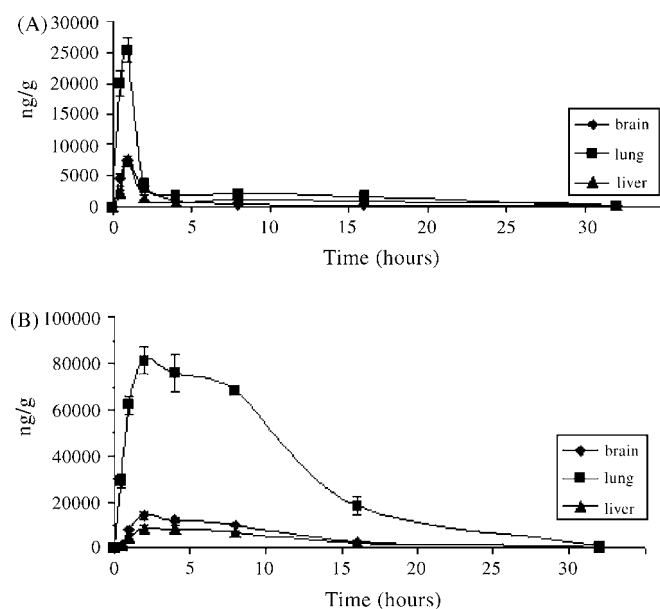 (A)
30000
25000
20000
15000
10000
5000
0
ng/g
0 5 10 15 20 25 30
Time (hours)
brain
lung
liver
(B)
100000
80000
60000
40000
20000
0
ng/g
0 5 10 15 20 25 30
Time (hours)
brain
lung
liver